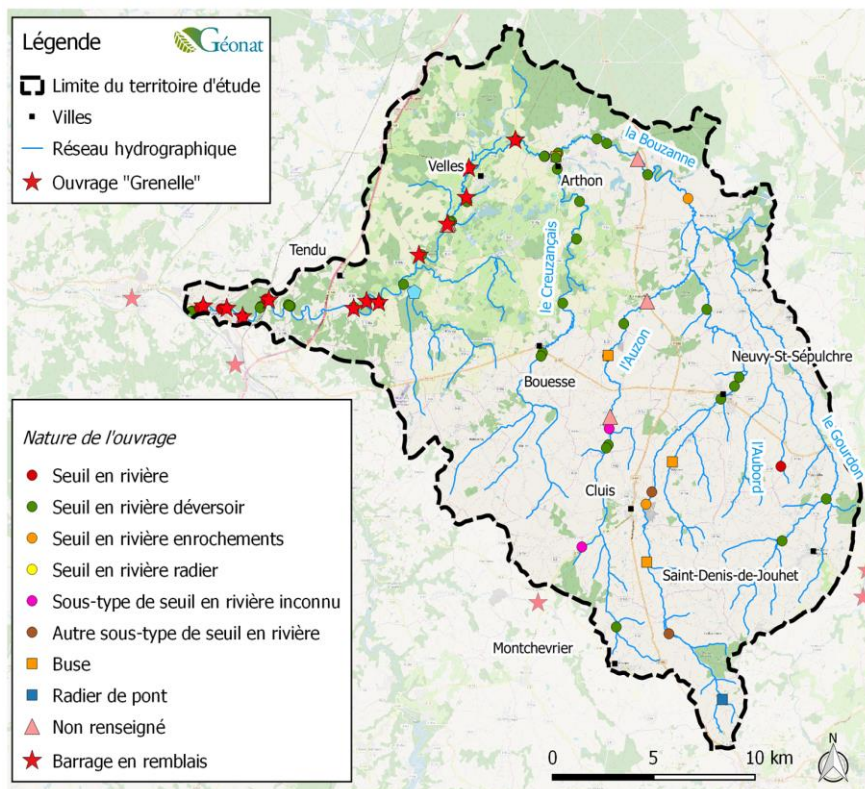 Légende
Géonat
Limite du territoire d'étude
Villes
Réseau hydrographique
Ouvrage "Grenelle"
la Bouzanne
Velles
Arthon
le Creuzançais
Tendu
l'Auzon
Neuvy-St-Sépulchre
Bouesse
le Gourdon
l'Aubord
Cluis
Saint-Denis-de-Jouhet
Montchevrier
Nature de l'ouvrage
Seuil en rivière
Seuil en rivière déversoir
Seuil en rivière enrochements
Seuil en rivière radier
Sous-type de seuil en rivière inconnu
Autre sous-type de seuil en rivière
Buse
Radier de pont
Non renseigné
Barrage en remblais
0 5 10 km
N